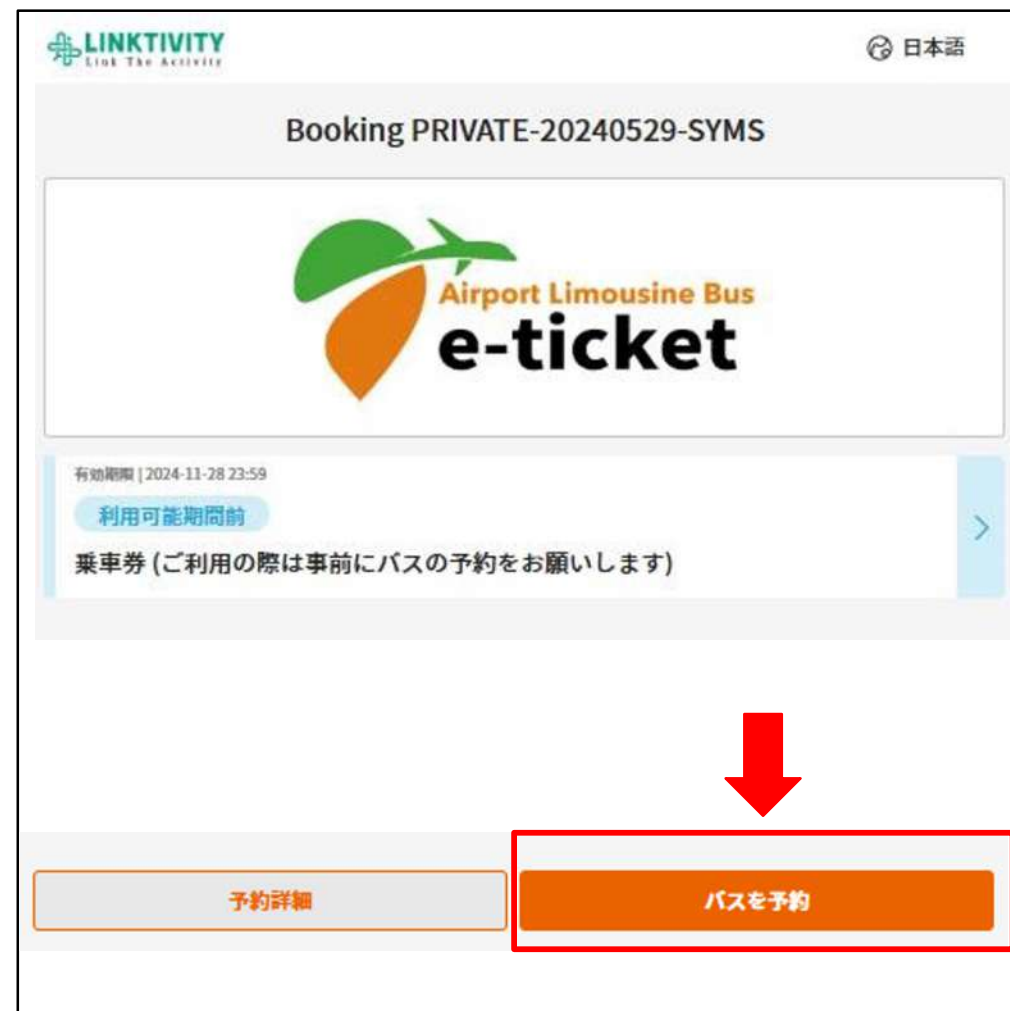 LINKTIVITY
Link The Activity
日本語
Booking PRIVATE-20240529-SYMS
Airport Limousine Bus
e-ticket
有効期限 | 2024-11-28 23:59
利用可能期間前
乗車券 (ご利用の際は事前にバスの予約をお願いします)
予約詳細
バスを予約